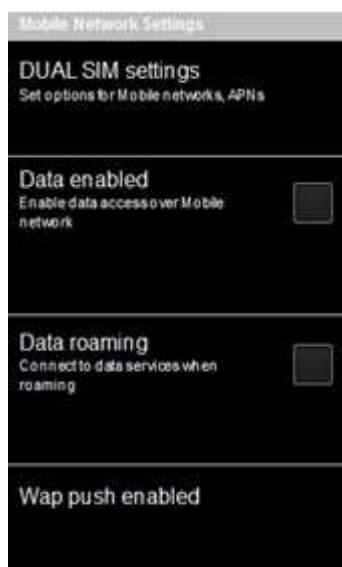 Mobile Network Settings
DUAL SIM settings
Set options for Mobile networks, APNs
Data enabled
Enable data access over Mobile
network
Data roaming
Connect to data services when
roaming
Wap push enabled